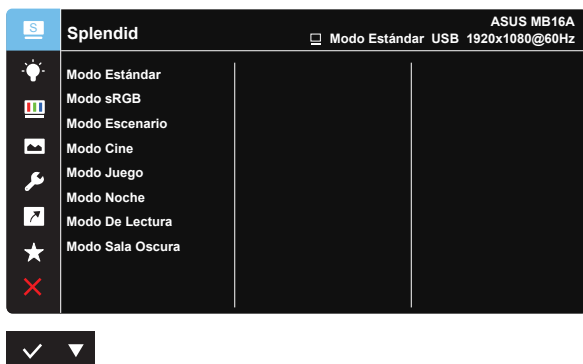 S
Splendid
ASUS MB16A
Modo Estándar USB 1920x1080@60Hz
Modo Estándar
Modo sRGB
Modo Escenario
Modo Cine
Modo Juego
Modo Noche
Modo De Lectura
Modo Sala Oscura